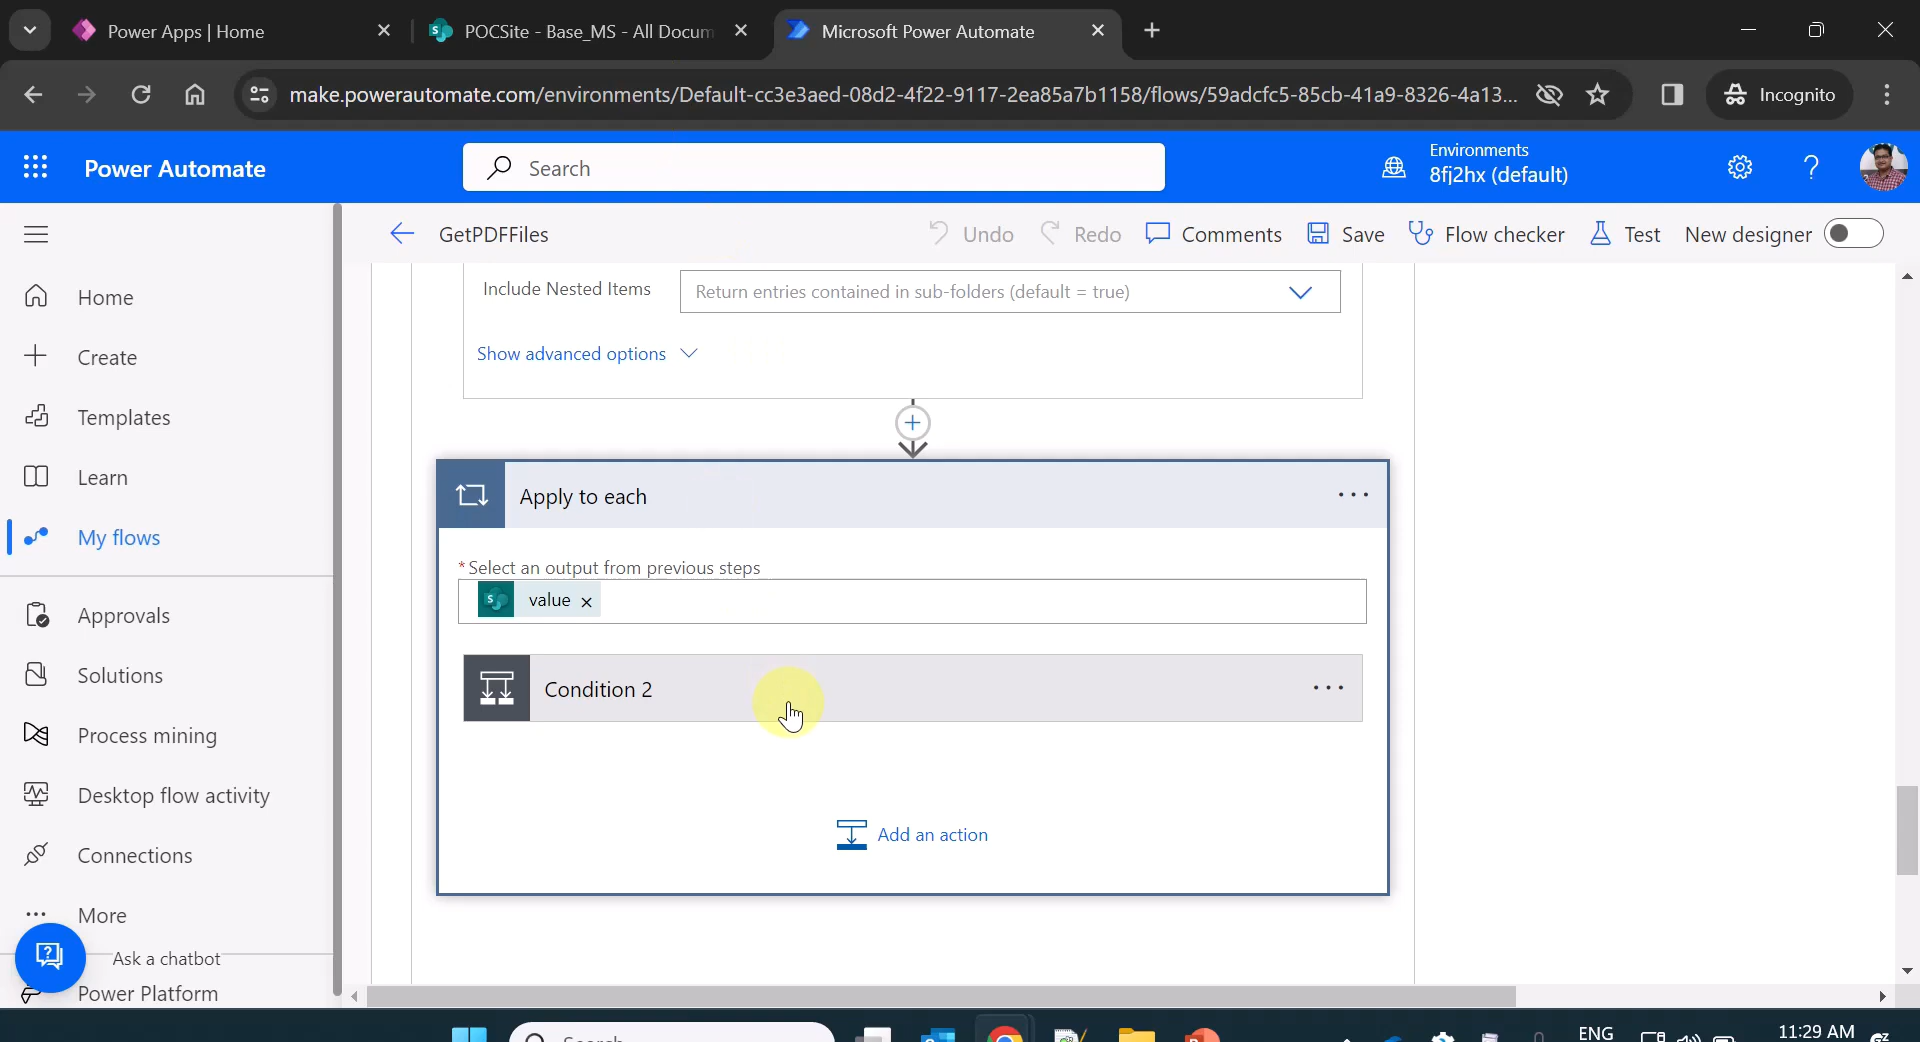 Power Apps | Home
POCSite - Base_MS - All Docum
Microsoft Power Automate
make.powerautomate.com/environments/Default-cc3e3aed-08d2-4f22-9117-2ea85a7b1158/flows/59adcfc5-85cb-41a9-8326-4a13...
Incognito
Power Automate
Search
Environments
8fj2hx (default)
GetPDFFiles
Undo
Redo
Comments
Save
Flow checker
Test
New designer
Home
Create
Templates
Learn
My flows
Approvals
Solutions
Process mining
Desktop flow activity
Connections
More
Ask a chatbot
Power Platform
Include Nested Items
Return entries contained in sub-folders (default = true)
Show advanced options
Apply to each
* Select an output from previous steps
value
Condition 2
Add an action
ENG
11:29 AM